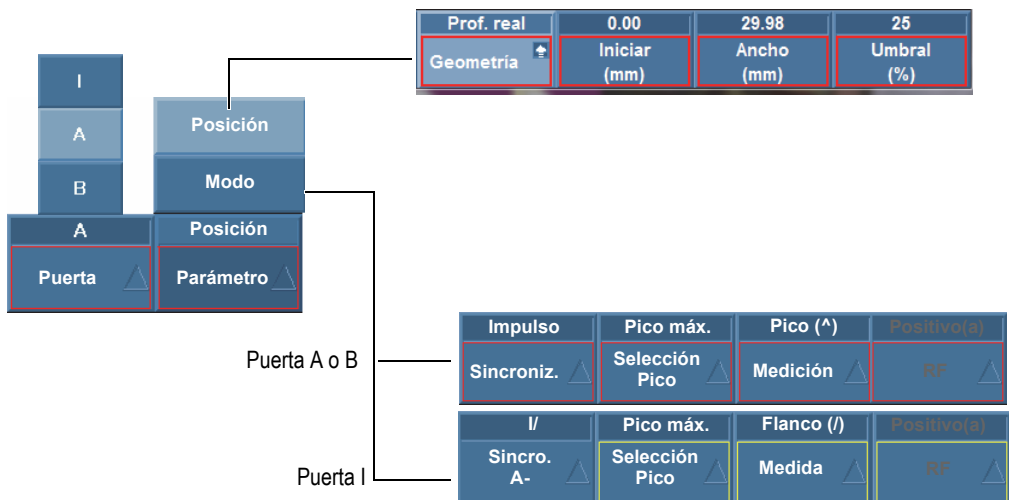 Prof. real 0.00 29.98 25
Geometría Iniciar (mm) Ancho (mm) Umbral (%)
I
A
B
Posición
Modo
A Posición
Puerta Parámetro
Puerta A o B
Impulso Pico máx. Pico (^) Positivo(a)
Sincroniz. Selección Pico Medición RF
Puerta I
I/ Pico máx. Flanco (/) Positivo(a)
Sincro. A- Selección Pico Medida RF